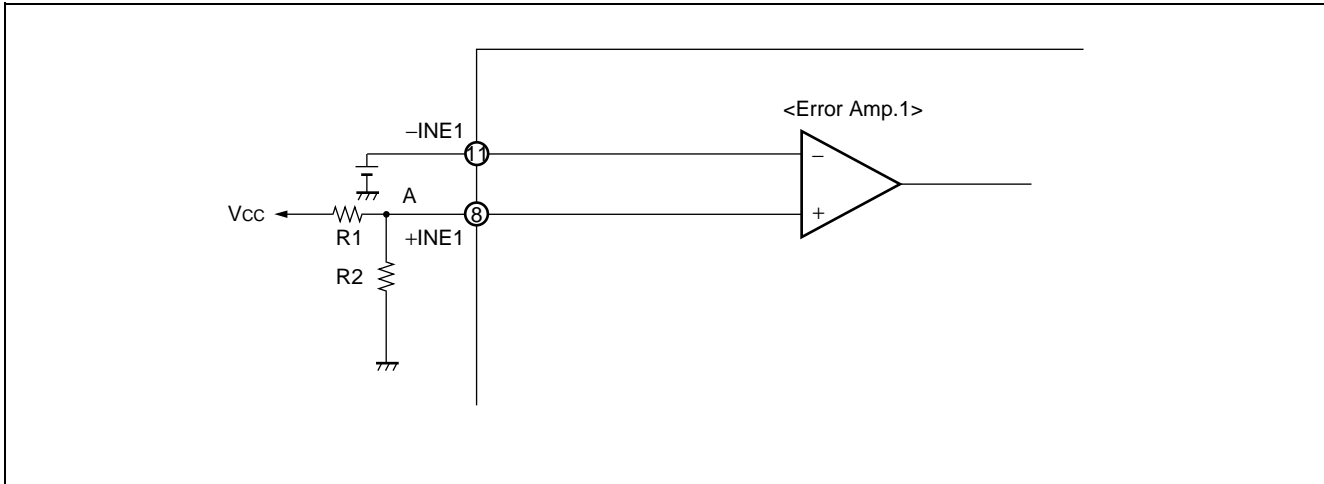 <Error Amp.1>
−INE1
11
−
A
Vcc
8
+
R1
+INE1
R2